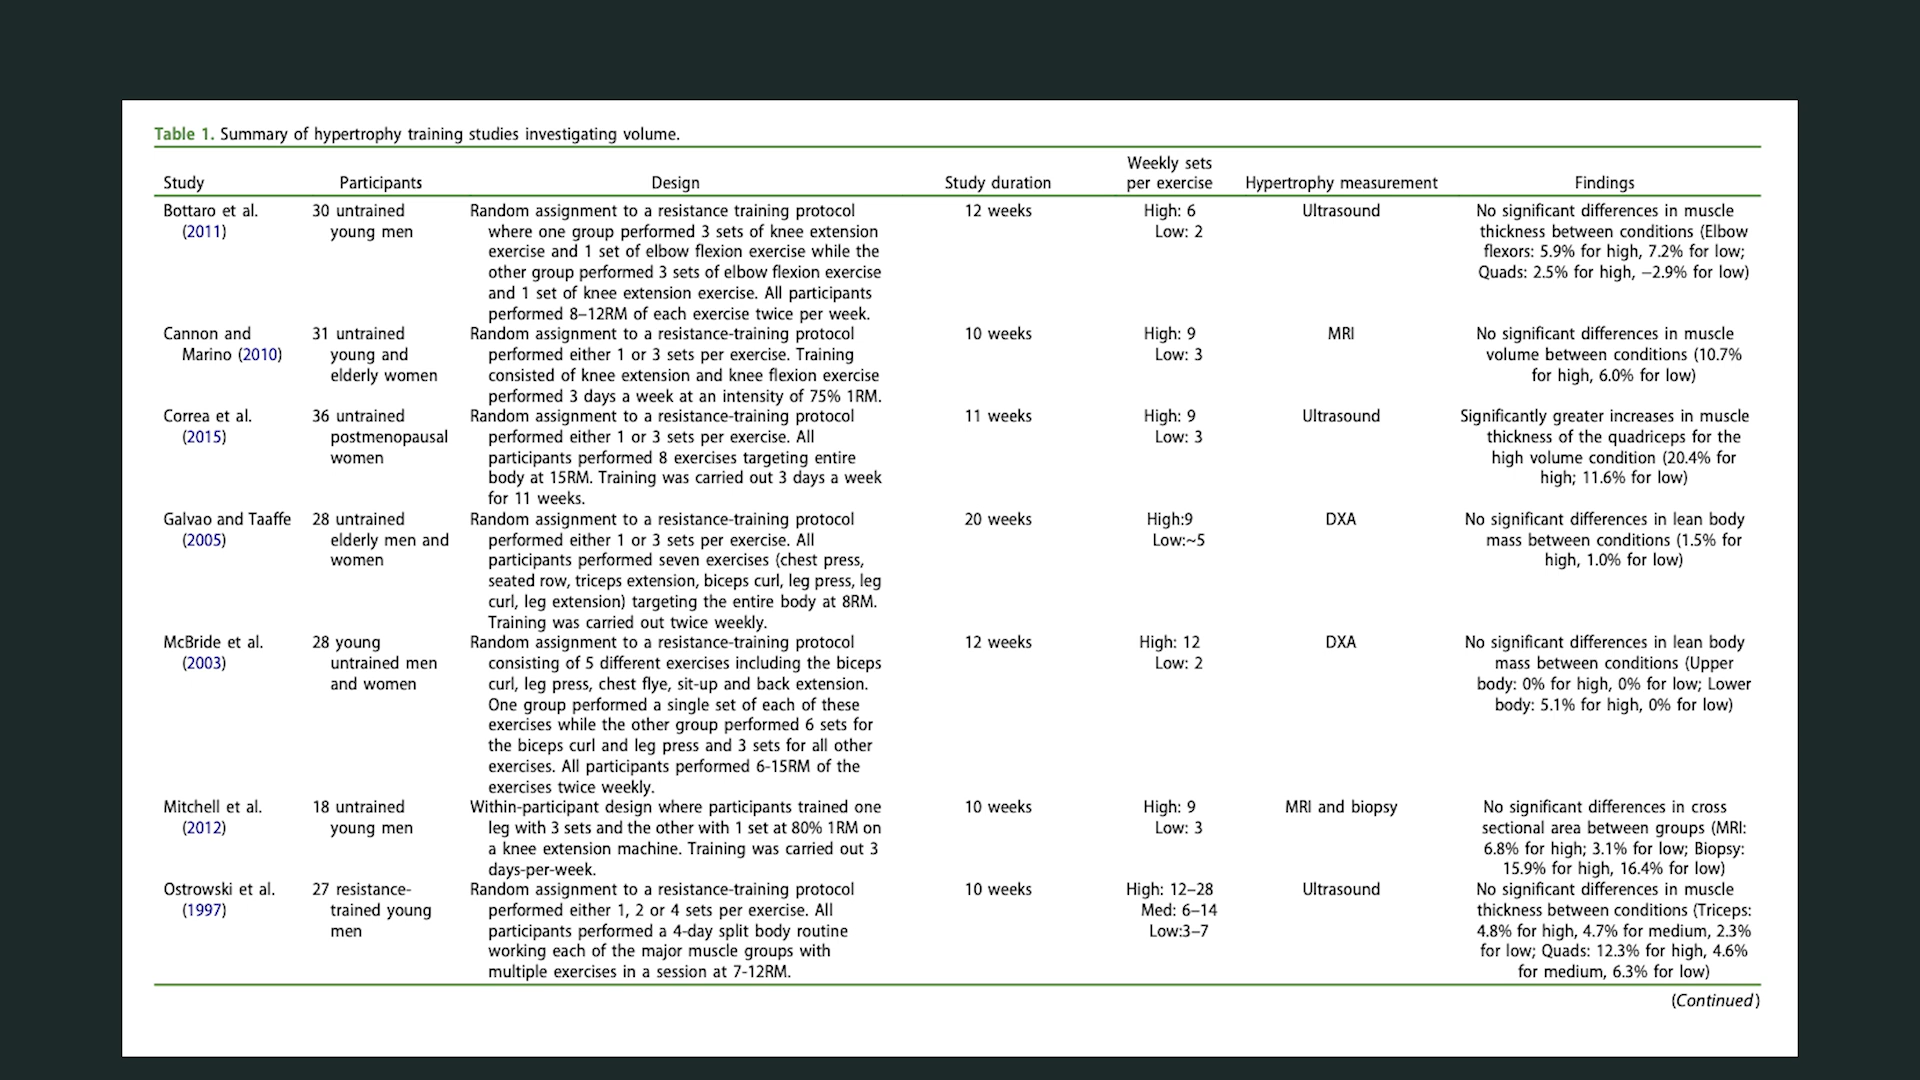 Table 1. Summary of hypertrophy training studies investigating volume.
Study Participants Design Study duration Weekly sets per exercise Hypertrophy measurement Findings
Bottaro et al. (2011)
30 untrained young men
Random assignment to a resistance training protocol
where one group performed 3 sets of knee extension
exercise and 1 set of elbow flexion exercise while the
other group performed 3 sets of elbow flexion exercise
and 1 set of knee extension exercise. All participants
performed 8–12RM of each exercise twice per week.
12 weeks
High: 6
Low: 2
Ultrasound
No significant differences in muscle
thickness between conditions (Elbow
flexors: 5.9% for high, 7.2% for low;
Quads: 2.5% for high, −2.9% for low)
Cannon and
Marino (2010)
31 untrained
young and
elderly women
Random assignment to a resistance-training protocol
performed either 1 or 3 sets per exercise. Training
consisted of knee extension and knee flexion exercise
performed 3 days a week at an intensity of 75% 1RM.
10 weeks
High: 9
Low: 3
MRI
No significant differences in muscle
volume between conditions (10.7%
for high, 6.0% for low)
Correa et al.
(2015)
36 untrained
postmenopausal
women
Random assignment to a resistance-training protocol
performed either 1 or 3 sets per exercise. All
participants performed 8 exercises targeting entire
body at 15RM. Training was carried out 3 days a week
for 11 weeks.
11 weeks
High: 9
Low: 3
Ultrasound
Significantly greater increases in muscle
thickness of the quadriceps for the
high volume condition (20.4% for
high; 11.6% for low)
Galvao and Taaffe
(2005)
28 untrained
elderly men and
women
Random assignment to a resistance-training protocol
performed either 1 or 3 sets per exercise. All
participants performed seven exercises (chest press,
seated row, triceps extension, biceps curl, leg press, leg
curl, leg extension) targeting the entire body at 8RM.
Training was carried out twice weekly.
20 weeks
High:9
Low:~5
DXA
No significant differences in lean body
mass between conditions (1.5% for
high, 1.0% for low)
McBride et al.
(2003)
28 young
untrained men
and women
Random assignment to a resistance-training protocol
consisting of 5 different exercises including the biceps
curl, leg press, chest flye, sit-up and back extension.
One group performed a single set of each of these
exercises while the other group performed 6 sets for
the biceps curl and leg press and 3 sets for all other
exercises. All participants performed 6-15RM of the
exercises twice weekly.
12 weeks
High: 12
Low: 2
DXA
No significant differences in lean body
mass between conditions (Upper
body: 0% for high, 0% for low; Lower
body: 5.1% for high, 0% for low)
Mitchell et al.
(2012)
18 untrained
young men
Within-participant design where participants trained one
leg with 3 sets and the other with 1 set at 80% 1RM on
a knee extension machine. Training was carried out 3
days-per-week.
10 weeks
High: 9
Low: 3
MRI and biopsy
No significant differences in cross
sectional area between groups (MRI:
6.8% for high; 3.1% for low; Biopsy:
15.9% for high, 16.4% for low)
Ostrowski et al.
(1997)
27 resistance-
trained young
men
Random assignment to a resistance-training protocol
performed either 1, 2 or 4 sets per exercise. All
participants performed a 4-day split body routine
working each of the major muscle groups with
multiple exercises in a session at 7-12RM.
10 weeks
High: 12–28
Med: 6–14
Low:3–7
Ultrasound
No significant differences in muscle
thickness between conditions (Triceps:
4.8% for high, 4.7% for medium, 2.3%
for low; Quads: 12.3% for high, 4.6%
for medium, 6.3% for low)
(Continued)